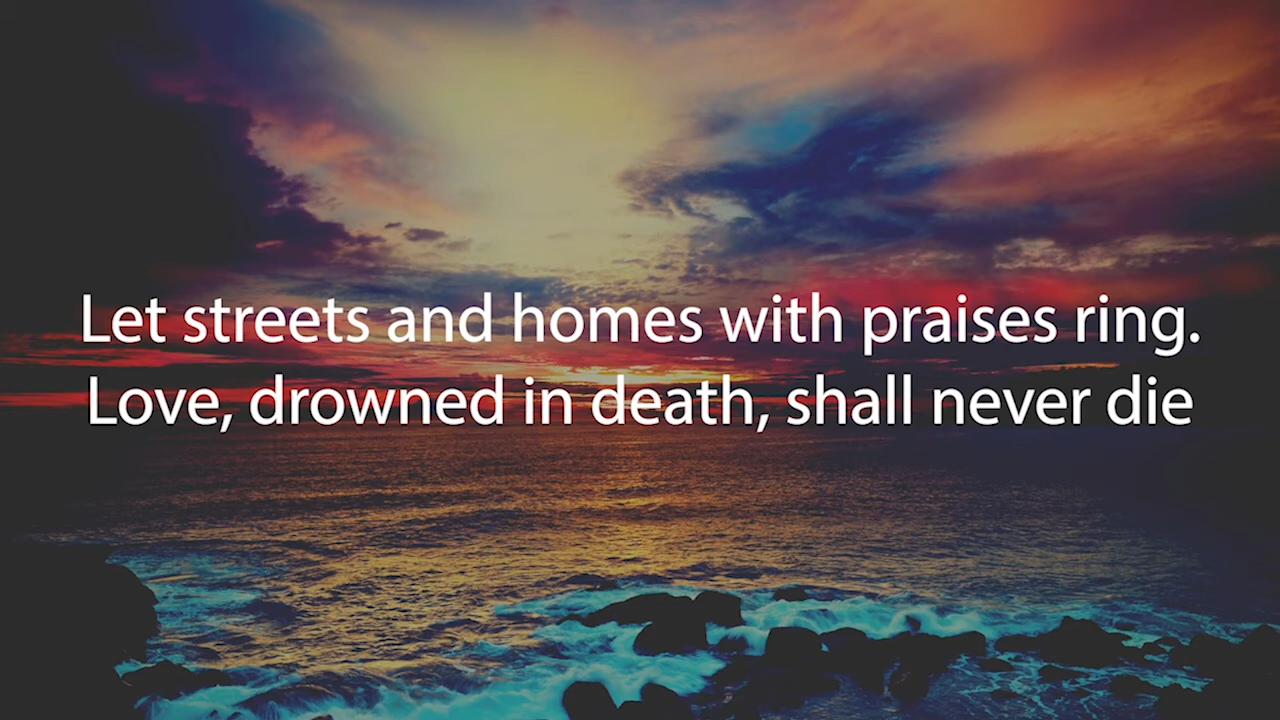 Let streets and homes with praises ring.
Love, drowned in death, shall never die